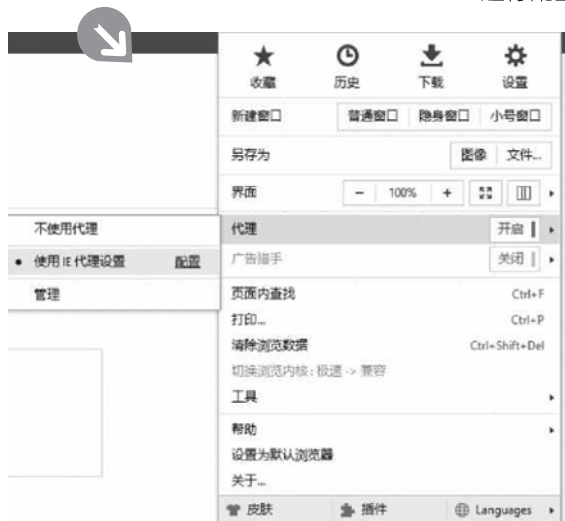 收藏 历史 下载 设置
新建窗口 普通窗口 隐身窗口 小号窗口
另存为 图像 文件...
界面 - 100% +
不使用代理
使用 IE 代理设置 配置
管理
代理 开启
广告猎手 关闭
页面内查找 Ctrl+F
打印... Ctrl+P
清除浏览数据 Ctrl+Shift+Del
切换浏览内核:极速 -> 兼容
工具
帮助
设置为默认浏览器
关于...
皮肤 插件 Languages